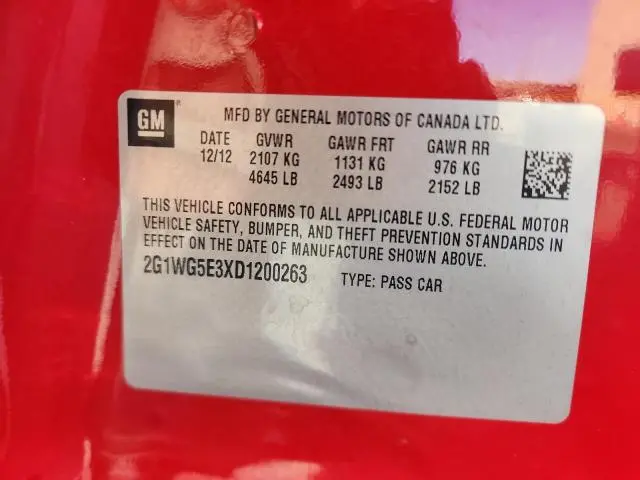 GM ® MFD BY GENERAL MOTORS OF CANADA LTD.
DATE GVWR GAWR FRT GAWR RR
12/12 2107 KG 1131 KG 976 KG
4645 LB 2493 LB 2152 LB
THIS VEHICLE CONFORMS TO ALL APPLICABLE U.S. FEDERAL MOTOR
VEHICLE SAFETY, BUMPER, AND THEFT PREVENTION STANDARDS IN
EFFECT ON THE DATE OF MANUFACTURE SHOWN ABOVE.
2G1WG5E3XD1200263 TYPE: PASS CAR